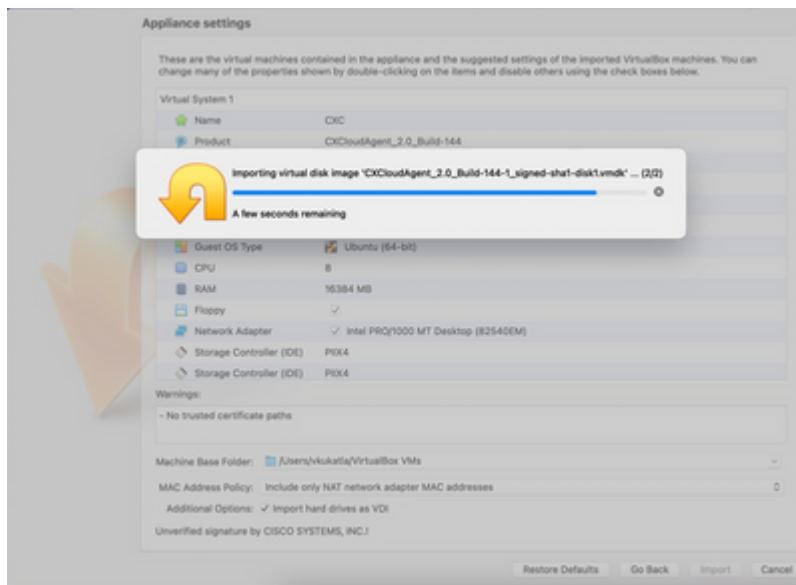 Appliance settings
These are the virtual machines contained in the appliance and the suggested settings of the imported VirtualBox machines. You can
change many of the properties shown by double-clicking on the items and disable others using the check boxes below.
Virtual System 1
Name CXC
Product CXCloudAgent_2.0_Build-144
Importing virtual disk image 'CXCloudAgent_2.0_Build-144-1_signed-sha1-disk1.vmdk' ... (2/2)
A few seconds remaining
Guest OS Type Ubuntu (64-bit)
CPU 8
RAM 16384 MB
Floppy
Network Adapter Intel PRO/1000 MT Desktop (82540EM)
Storage Controller (IDE) PIIX4
Storage Controller (IDE) PIIX4
Warnings:
- No trusted certificate paths
Machine Base Folder: /Users/vkukatla/VirtualBox VMs
MAC Address Policy: Include only NAT network adapter MAC addresses
Additional Options: Import hard drives as VDI
Unverified signature by CISCO SYSTEMS, INC.!
Restore Defaults Go Back Import Cancel